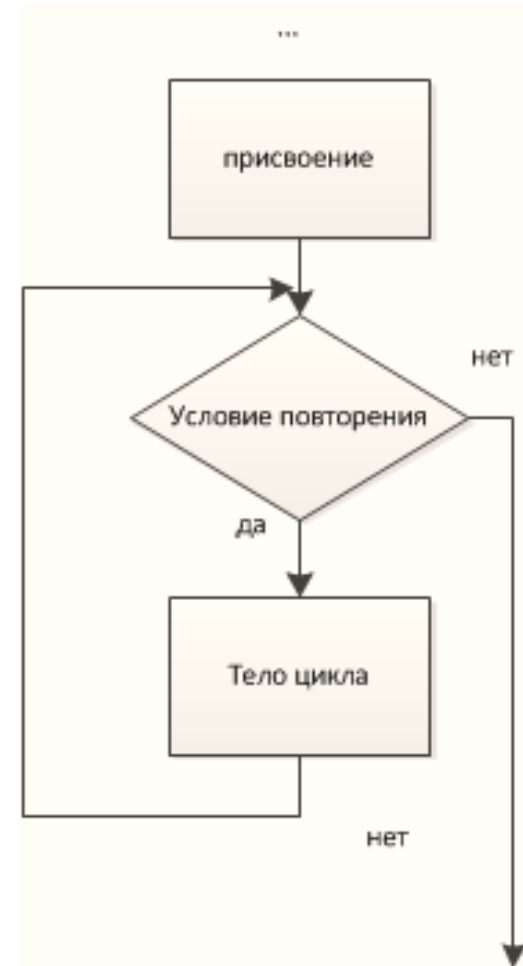 ...
присвоение
нет
Условие повторения
да
Тело цикла
нет